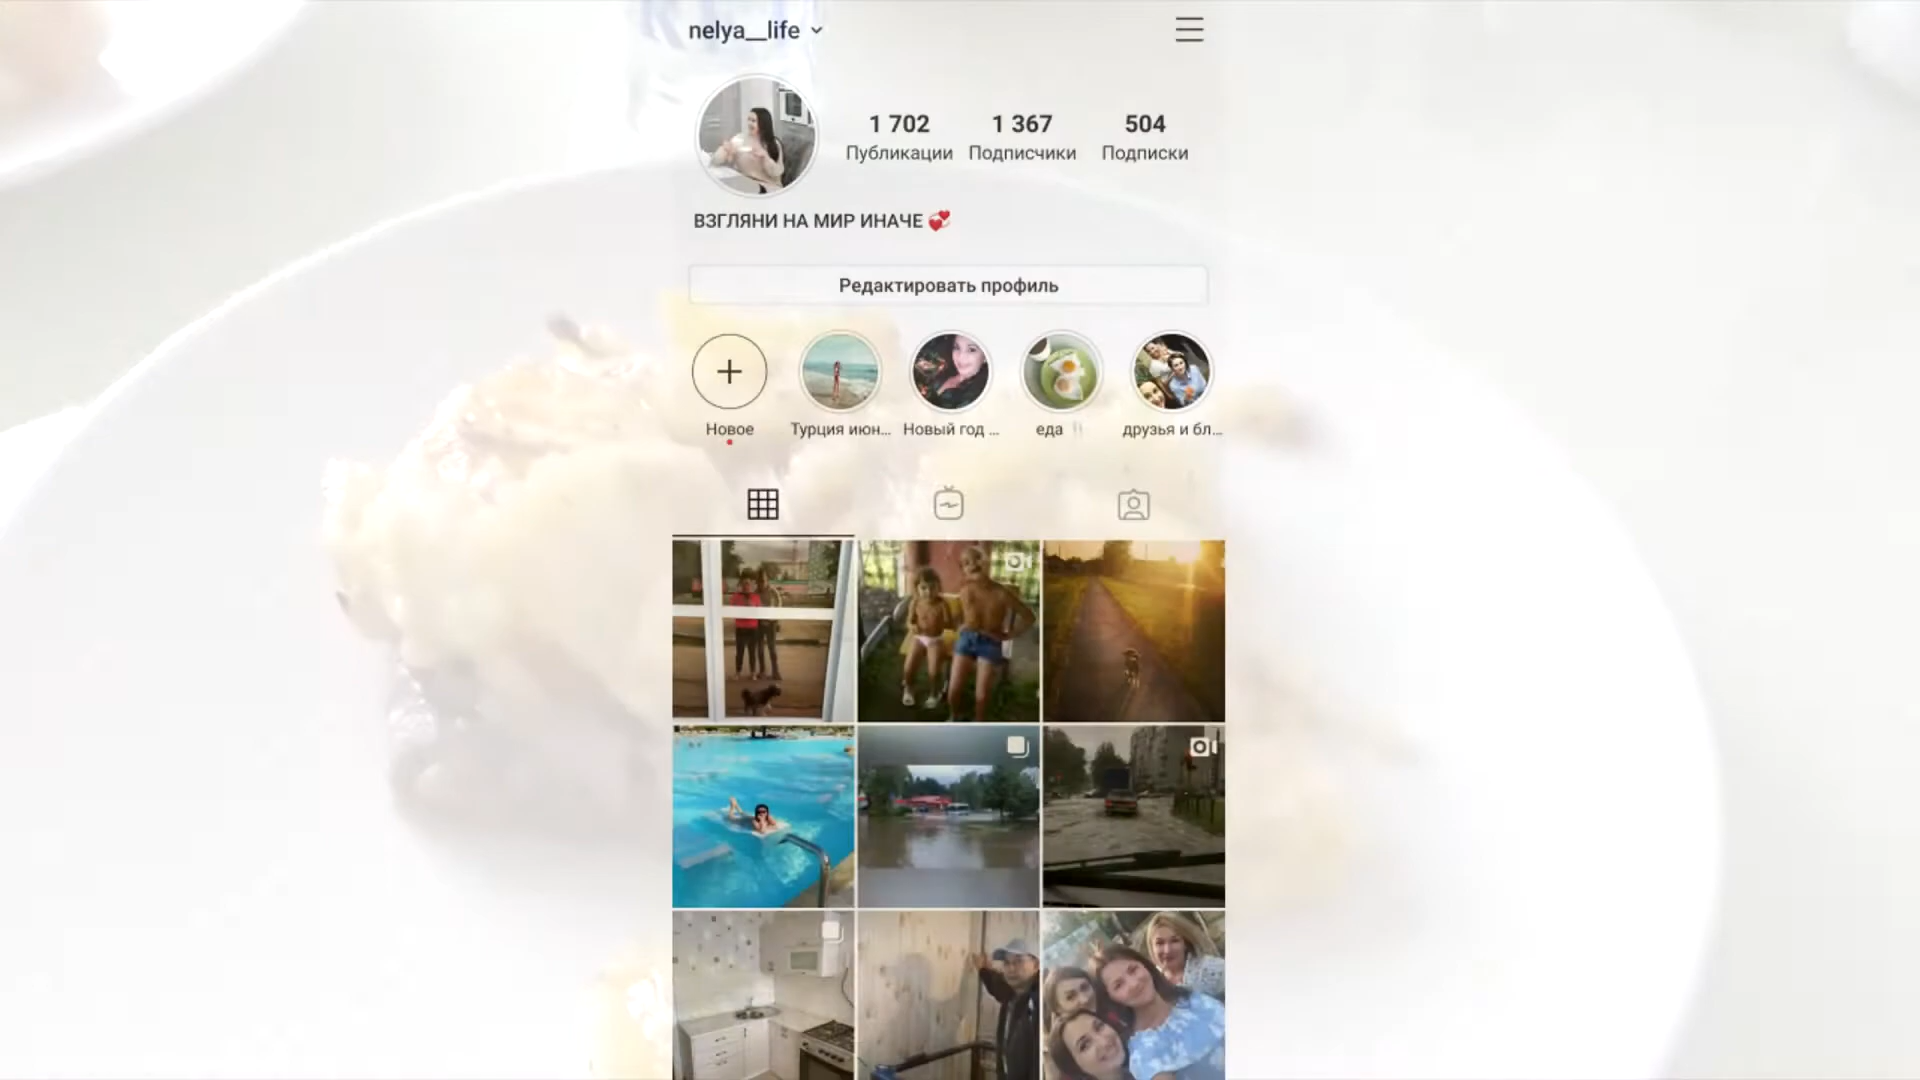 nelya__life
1 702 1 367 504
Публикации Подписчики Подписки
ВЗГЛЯНИ НА МИР ИНАЧЕ
Редактировать профиль
Новое Турция июн... Новый год ... еда друзья и бл...